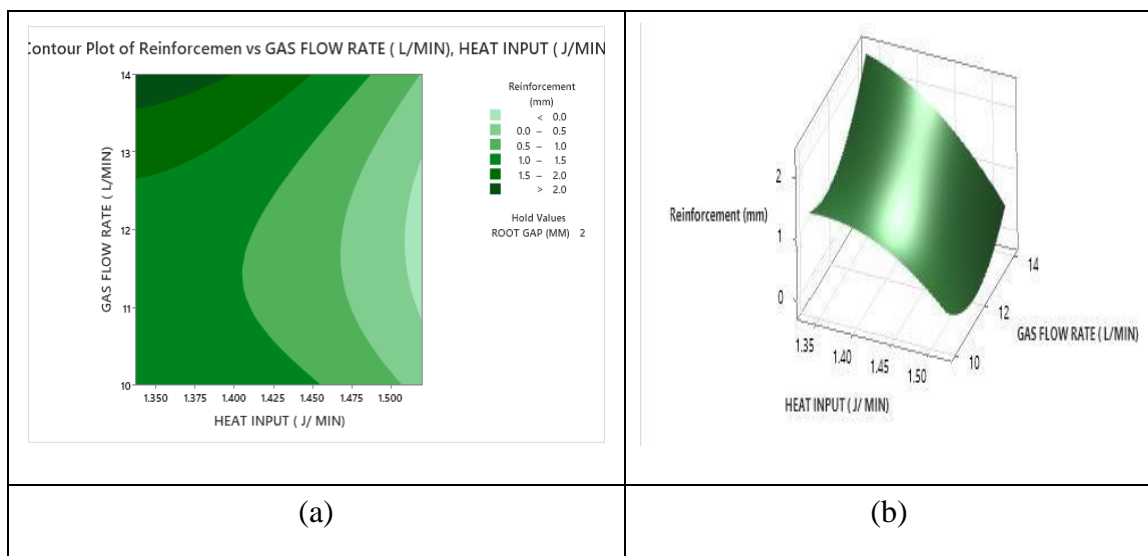 Contour Plot of Reinforcemen vs GAS FLOW RATE ( L/MIN), HEAT INPUT ( J/MIN
14
13
12
11
10
GAS FLOW RATE ( L/MIN)
1.350 1.375 1.400 1.425 1.450 1.475 1.500
HEAT INPUT ( J/ MIN)
Reinforcement
(mm)
< 0.0
0.0 – 0.5
0.5 – 1.0
1.0 – 1.5
1.5 – 2.0
> 2.0
Hold Values
ROOT GAP (MM) 2
(a)
Reinforcement (mm)
2
1
0
1.35
1.40
1.45
1.50
HEAT INPUT ( J/ MIN)
14
12
10
GAS FLOW RATE ( L/MIN)
(b)